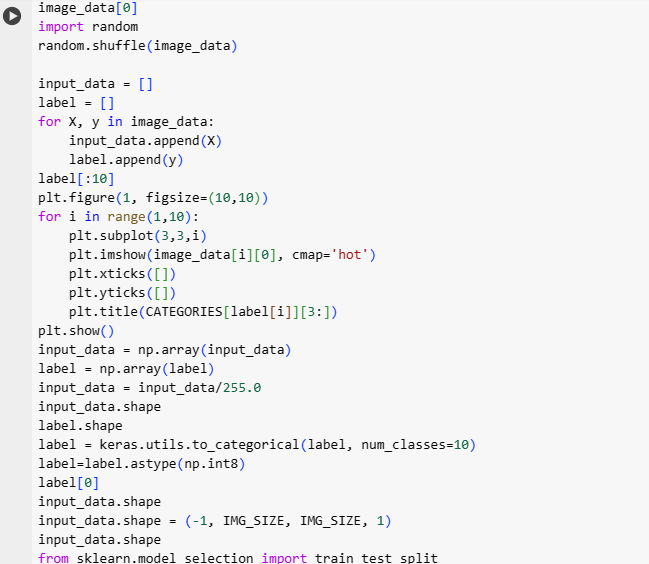 image_data[0]
import random
random.shuffle(image_data)

input_data = []
label = []
for X, y in image_data:
    input_data.append(X)
    label.append(y)
label[:10]
plt.figure(1, figsize=(10,10))
for i in range(1,10):
    plt.subplot(3,3,i)
    plt.imshow(image_data[i][0], cmap='hot')
    plt.xticks([])
    plt.yticks([])
    plt.title(CATEGORIES[label[i]][3:])
plt.show()
input_data = np.array(input_data)
label = np.array(label)
input_data = input_data/255.0
input_data.shape
label.shape
label = keras.utils.to_categorical(label, num_classes=10)
label=label.astype(np.int8)
label[0]
input_data.shape
input_data.shape = (-1, IMG_SIZE, IMG_SIZE, 1)
input_data.shape
from sklearn.model_selection import train_test_split